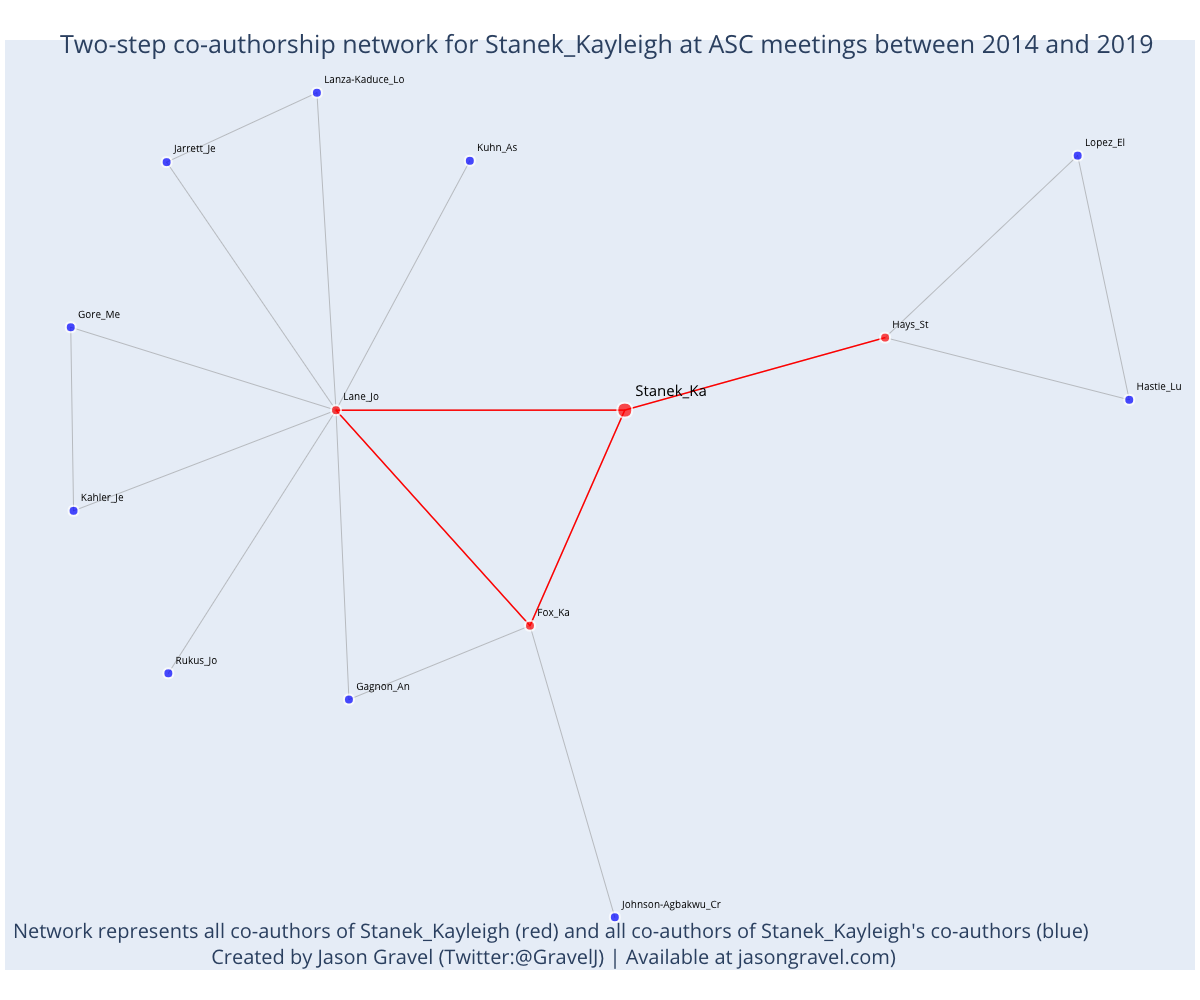 Two-step co-authorship network for Stanek_Kayleigh at ASC meetings between 2014 and 2019
Lanza-Kaduce_Lo
Jarrett_Je
Kuhn_As
Lopez_El
Gore_Me
Hays_St
Stanek_Ka
Hastie_Lu
Lane_Jo
Kahler_Je
Fox_Ka
Rukus_Jo
Gagnon_An
Johnson-Agbakwu_Cr
Network represents all co-authors of Stanek_Kayleigh (red) and all co-authors of Stanek_Kayleigh's co-authors (blue)
Created by Jason Gravel (Twitter:@GravelJ) | Available at jasongravel.com)